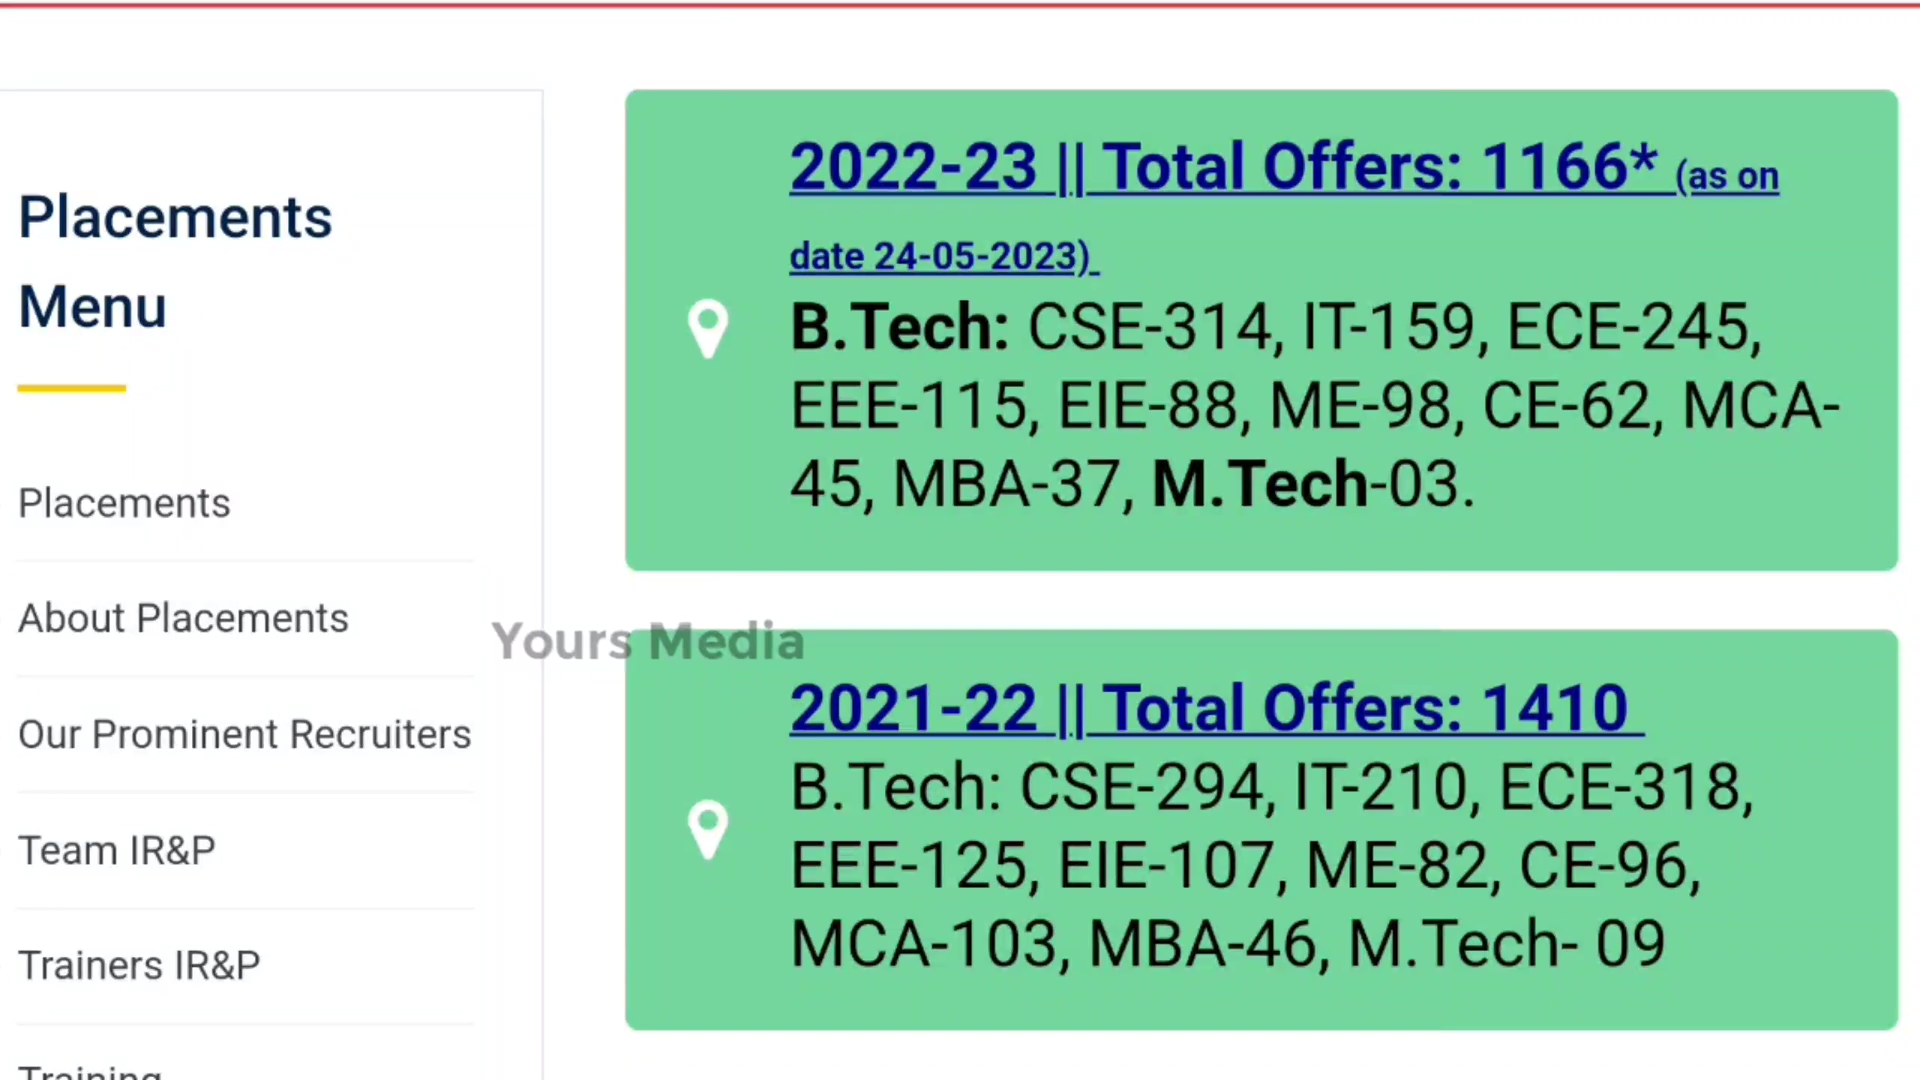 Placements
Menu
Placements
About Placements
Our Prominent Recruiters
Team IR&P
Trainers IR&P
Training
2022-23 || Total Offers: 1166* (as on
date 24-05-2023)
B.Tech: CSE-314, IT-159, ECE-245,
EEE-115, EIE-88, ME-98, CE-62, MCA-
45, MBA-37, M.Tech-03.
Yours Media
2021-22 || Total Offers: 1410
B.Tech: CSE-294, IT-210, ECE-318,
EEE-125, EIE-107, ME-82, CE-96,
MCA-103, MBA-46, M.Tech- 09